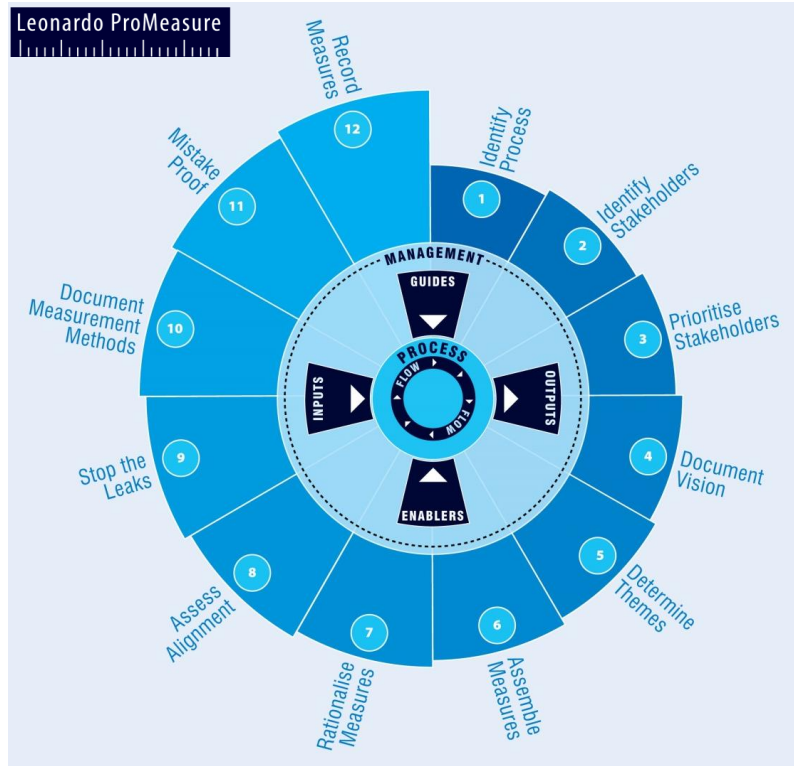 Leonardo ProMeasure
1
Identify
Process
2
Identify
Stakeholders
3
Prioritise
Stakeholders
4
Document
Vision
5
Determine
Themes
6
Assemble
Measures
7
Rationalise
Measures
8
Assess
Alignment
9
Stop the
Leaks
10
Document
Measurement
Methods
11
Mistake
Proof
12
Record
Measures
MANAGEMENT
GUIDES
PROCESS
FLOW
FLOW
INPUTS
OUTPUTS
ENABLERS